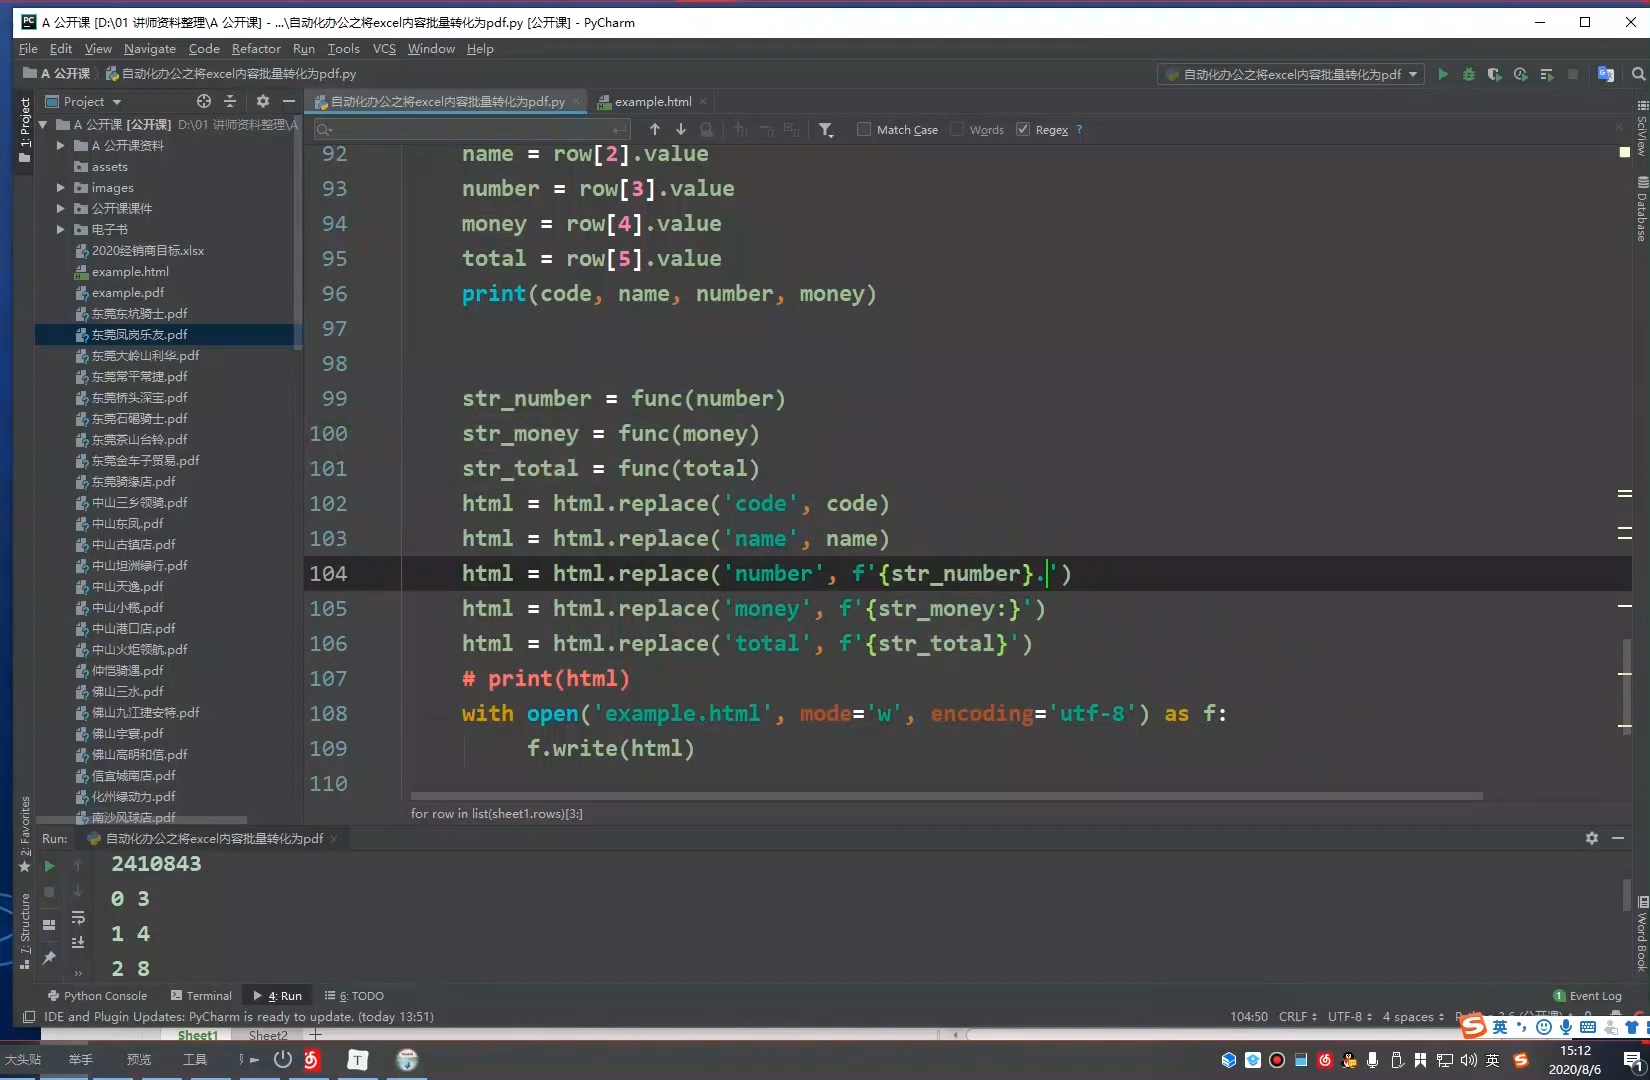 A 公开课 [D:\01 讲师资料整理\A 公开课] - ...\自动化办公之将excel内容批量转化为pdf.py [公开课] - PyCharm
File Edit View Navigate Code Refactor Run Tools VCS Window Help
A 公开课 自动化办公之将excel内容批量转化为pdf.py
自动化办公之将excel内容批量转化为pdf
Project
自动化办公之将excel内容批量转化为pdf.py
example.html
Match Case Words Regex ?
1: Project
A 公开课 [公开课] D:\01 讲师资料整理\A
A 公开课资料
assets
images
公开课课件
电子书
2020经销商目标.xlsx
example.html
example.pdf
东莞东坑骑士.pdf
东莞凤岗乐友.pdf
东莞大岭山利华.pdf
东莞常平常捷.pdf
东莞桥头深宝.pdf
东莞石碣骑士.pdf
东莞茶山台铃.pdf
东莞金车子贸易.pdf
东莞骑缘店.pdf
中山三乡领骑.pdf
中山东凤.pdf
中山古镇店.pdf
中山坦洲绿行.pdf
中山天逸.pdf
中山小榄.pdf
中山港口店.pdf
中山火炬领航.pdf
仲恺骑遇.pdf
佛山三水.pdf
佛山九江捷安特.pdf
佛山宇寰.pdf
佛山高明和信.pdf
信宜城南店.pdf
化州绿动力.pdf
南沙风球店.pdf
92 name = row[2].value
93 number = row[3].value
94 money = row[4].value
95 total = row[5].value
96 print(code, name, number, money)
97
98
99 str_number = func(number)
100 str_money = func(money)
101 str_total = func(total)
102 html = html.replace('code', code)
103 html = html.replace('name', name)
104 html = html.replace('number', f'{str_number}.')
105 html = html.replace('money', f'{str_money:}')
106 html = html.replace('total', f'{str_total}')
107 # print(html)
108 with open('example.html', mode='w', encoding='utf-8') as f:
109 f.write(html)
110
for row in list(sheet1.rows)[3:]
SciView
Database
Word Book
2: Favorites
7: Structure
Run: 自动化办公之将excel内容批量转化为pdf
2410843
0 3
1 4
2 8
Python Console Terminal 4: Run 6: TODO
1 Event Log
IDE and Plugin Updates: PyCharm is ready to update. (today 13:51)
104:50 CRLF UTF-8 4 spaces
英
Sheet1 Sheet2
大头贴 举手 预览 工具
T
英
15:12
2020/8/6
1